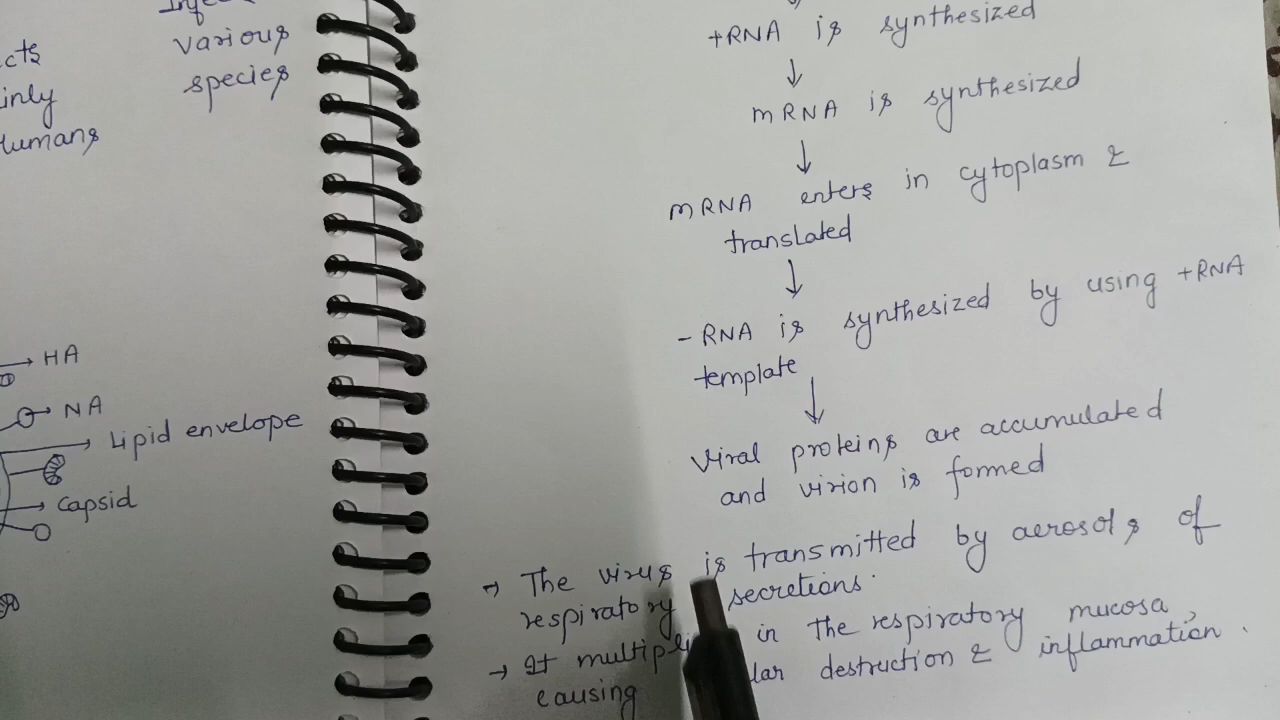 various
species
cts
inly
Humans
HA
NA
Lipid envelope
capsid
+RNA is synthesized
mRNA is synthesized
mRNA enters in cytoplasm &
translated
-RNA is synthesized by using +RNA
template
viral proteins are accumulated
and virion is formed
→ The virus is transmitted by aerosols of
respiratory secretions.
→ It multipli in the respiratory mucosa,
causing lar destruction & inflammation.